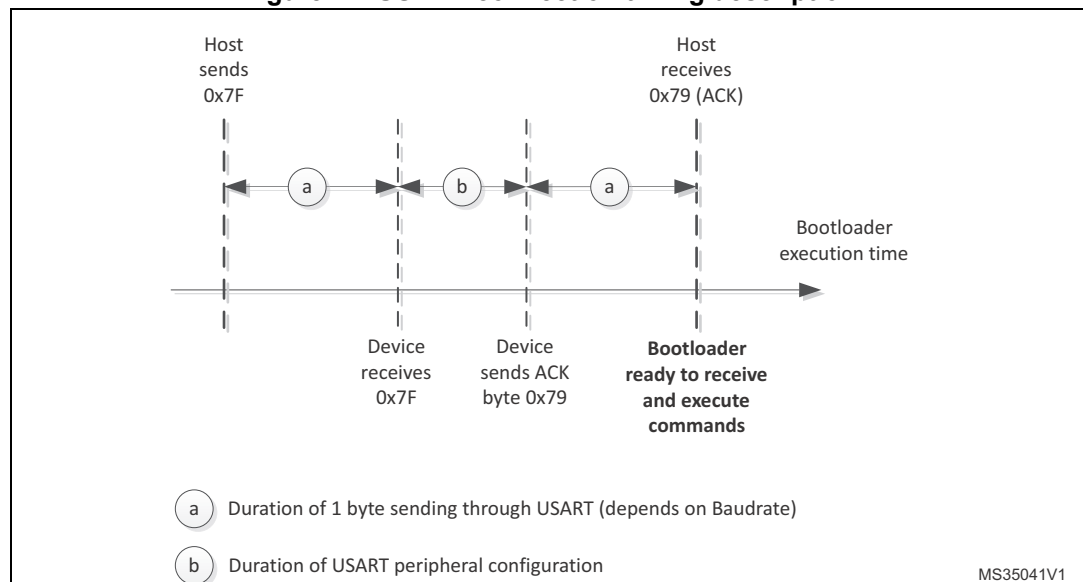 Host
sends
0x7F
Host
receives
0x79 (ACK)
a
b
a
Bootloader
execution time
Device
receives
0x7F
Device
sends ACK
byte 0x79
Bootloader
ready to receive
and execute
commands
a Duration of 1 byte sending through USART (depends on Baudrate)
b Duration of USART peripheral configuration
MS35041V1